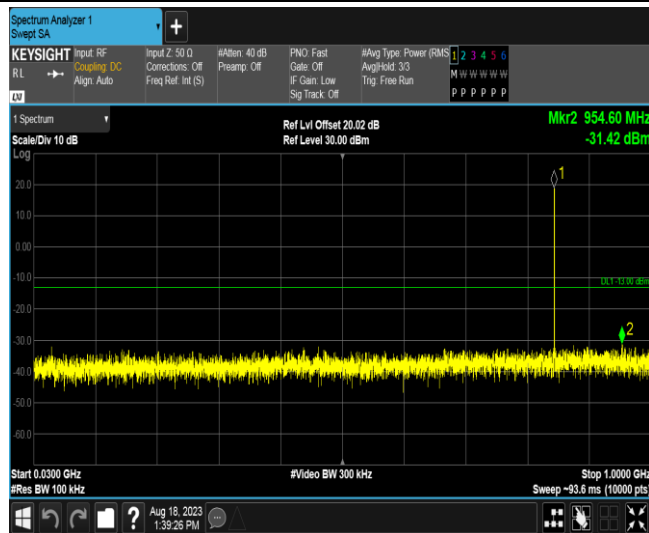 Spectrum Analyzer 1
Swept SA
+
KEYSIGHT
RL
LXI
Input: RF
Coupling: DC
Align: Auto
Input Z: 50 Ω
Corrections: Off
Freq Ref: Int (S)
#Atten: 40 dB
Preamp: Off
PNO: Fast
Gate: Off
IF Gain: Low
Sig Track: Off
#Avg Type: Power (RMS
Avg|Hold: 3/3
Trig: Free Run
1 2 3 4 5 6
M W W W W W
P P P P P P
1 Spectrum
Scale/Div 10 dB
Log
Ref Lvl Offset 20.02 dB
Ref Level 30.00 dBm
Mkr2 954.60 MHz
-31.42 dBm
1
20.0
10.0
0.00
-10.0
DL1 -13.00 dBm
-20.0
-30.0
2
-40.0
-50.0
-60.0
Start 0.0300 GHz
#Res BW 100 kHz
#Video BW 300 kHz
Stop 1.0000 GHz
Sweep ~93.6 ms (10000 pts)
?
Aug 18, 2023
1:39:26 PM